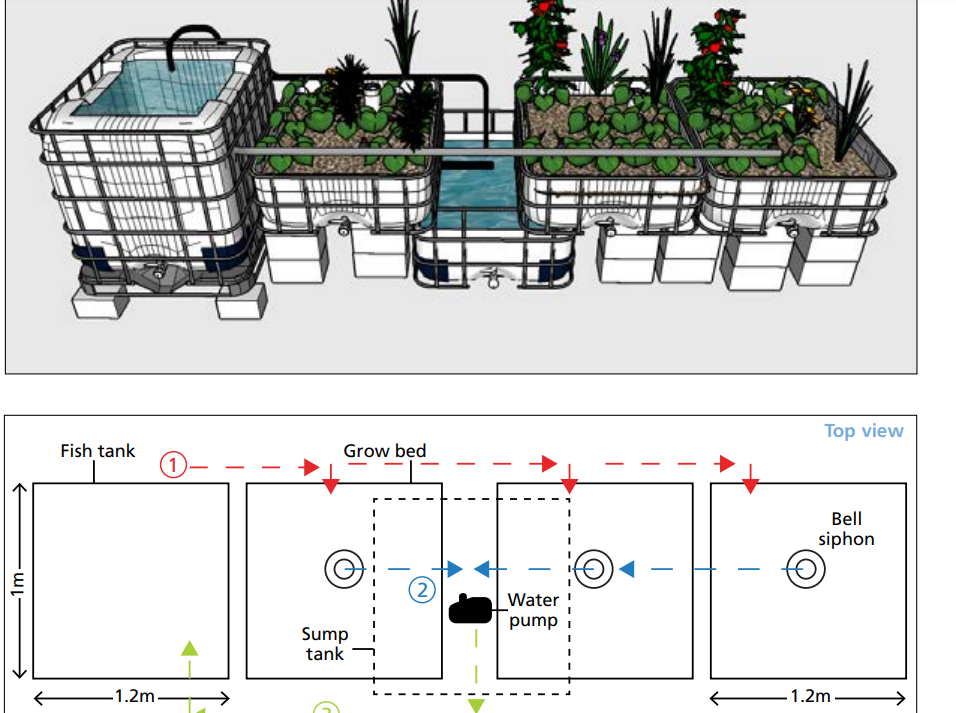 Top view
Fish tank
1
Grow bed
Bell
siphon
1m
2
Water
pump
Sump
tank
1.2m
1.2m
3